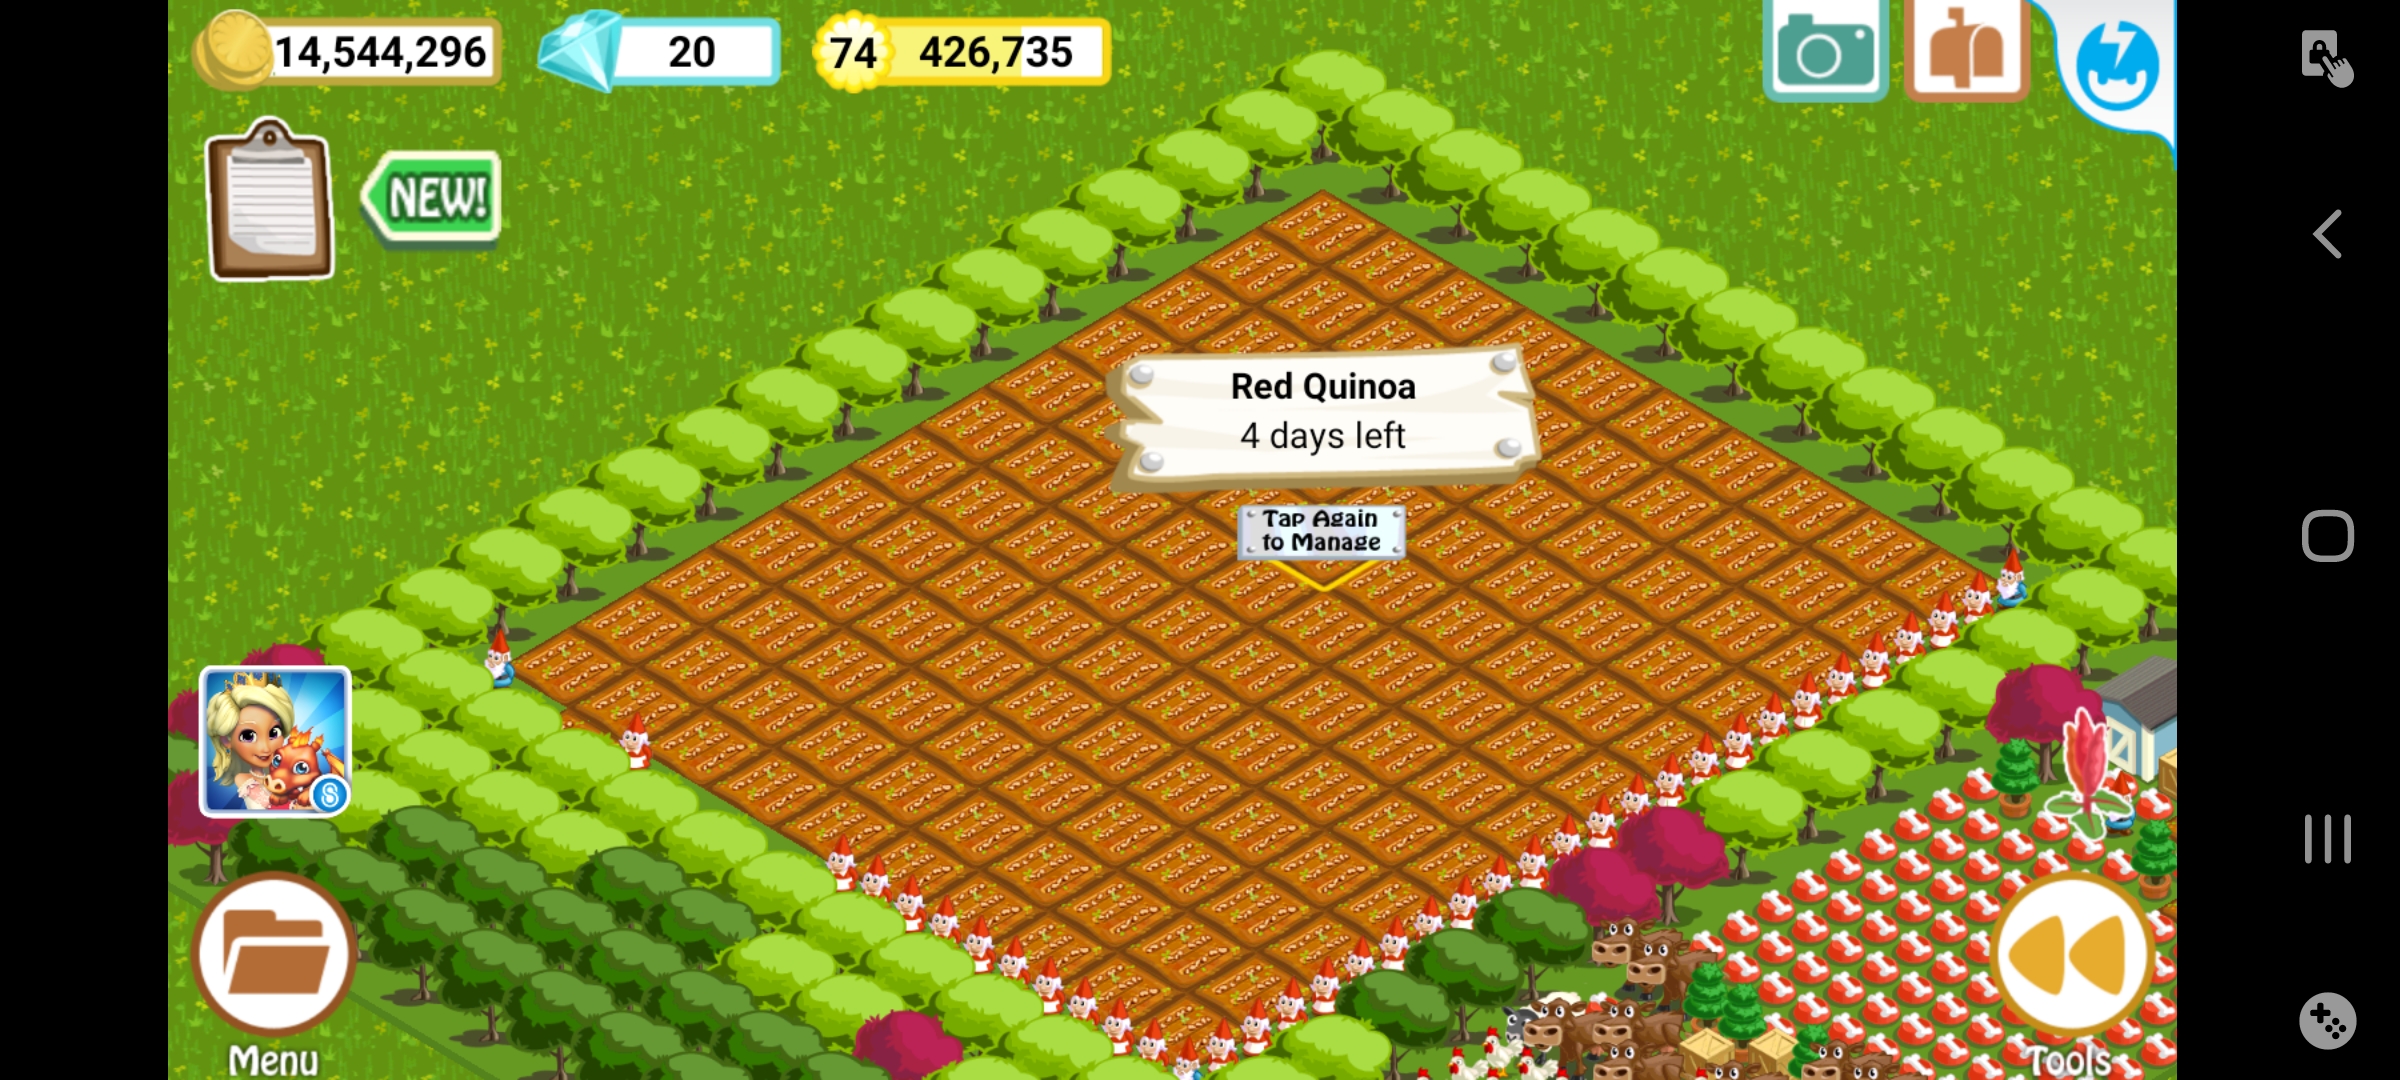 14,544,296
20
74
426,735
NEW!
Red Quinoa
4 days left
Tap Again
to Manage
S
Menu
Tools